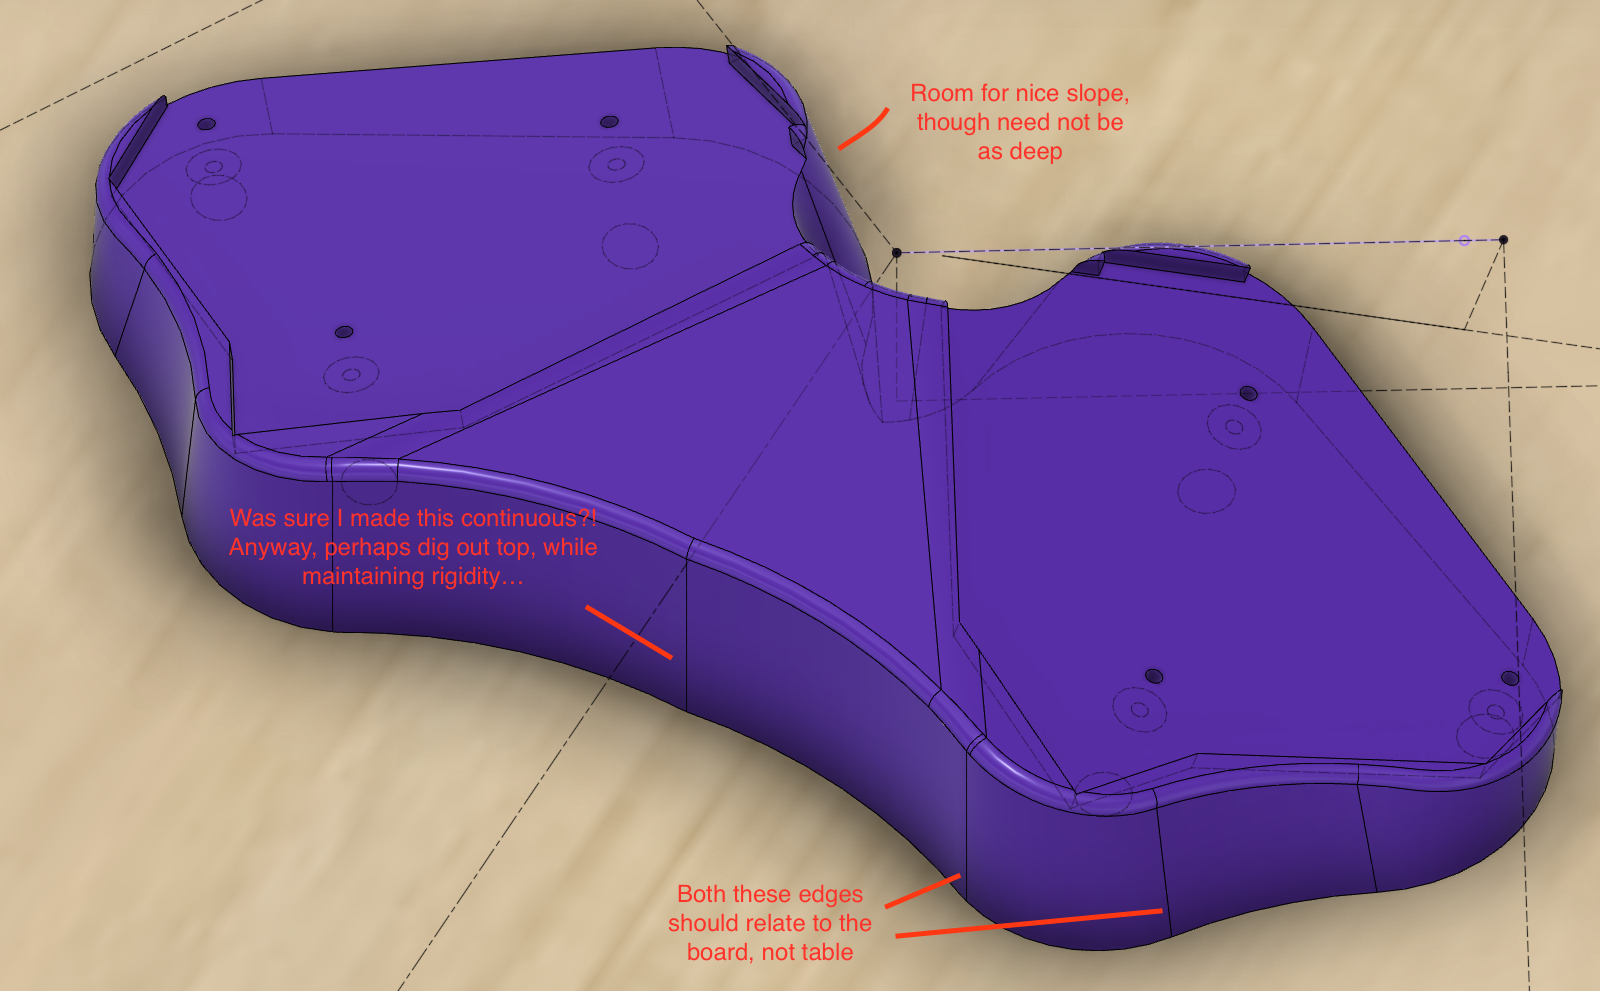 Room for nice slope,
though need not be
as deep
Was sure I made this continuous?!
Anyway, perhaps dig out top, while
maintaining rigidity…
Both these edges
should relate to the
board, not table